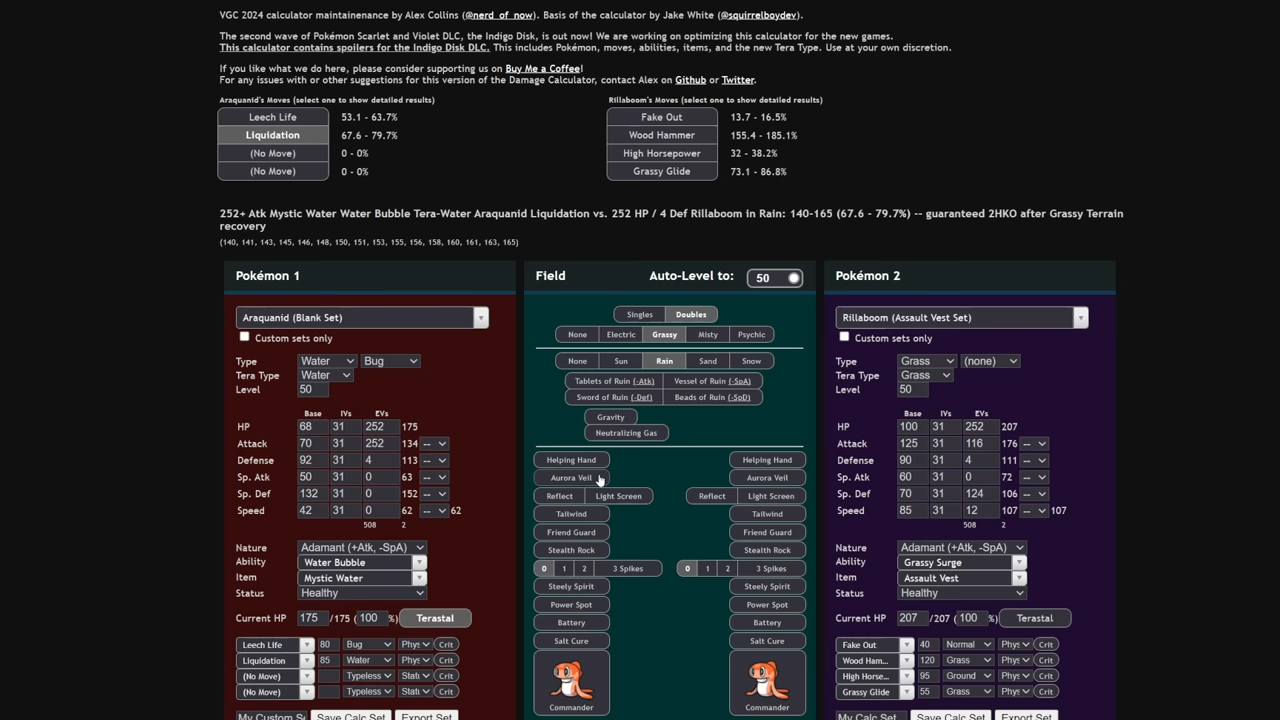 VGC 2024 calculator maintainenance by Alex Collins (@nerd_of_now). Basis of the calculator by Jake White (@squirrelboydev).
The second wave of Pokémon Scarlet and Violet DLC, the Indigo Disk, is out now! We are working on optimizing this calculator for the new games.
This calculator contains spoilers for the Indigo Disk DLC. This includes Pokémon, moves, abilities, items, and the new Tera Type. Use at your own discretion.
If you like what we do here, please consider supporting us on Buy Me a Coffee!
For any issues with or other suggestions for this version of the Damage Calculator, contact Alex on Github or Twitter.
Araquanid's Moves (select one to show detailed results)
Leech Life 53.1 - 63.7%
Liquidation 67.6 - 79.7%
(No Move) 0 - 0%
(No Move) 0 - 0%
Rillaboom's Moves (select one to show detailed results)
Fake Out 13.7 - 16.5%
Wood Hammer 155.4 - 185.1%
High Horsepower 32 - 38.2%
Grassy Glide 73.1 - 86.8%
252+ Atk Mystic Water Water Bubble Tera-Water Araquanid Liquidation vs. 252 HP / 4 Def Rillaboom in Rain: 140-165 (67.6 - 79.7%) -- guaranteed 2HKO after Grassy Terrain
recovery
(140, 141, 143, 145, 146, 148, 150, 151, 153, 155, 156, 158, 160, 161, 163, 165)
Pokémon 1
Araquanid (Blank Set)
Custom sets only
Type Water Bug
Tera Type Water
Level 50
Base IVs EVs
HP 68 31 252 175
Attack 70 31 252 134 --
Defense 92 31 4 113 --
Sp. Atk 50 31 0 63 --
Sp. Def 132 31 0 152 --
Speed 42 31 0 62 -- 62
508 2
Nature Adamant (+Atk, -SpA)
Ability Water Bubble
Item Mystic Water
Status Healthy
Current HP 175 /175 ( 100 %) Terastal
Leech Life 80 Bug Phys Crit
Liquidation 85 Water Phys Crit
(No Move) Typeless Stat Crit
(No Move) Typeless Stat Crit
My Custom S Save Calc Set Export Set
Field Auto-Level to: 50
Singles Doubles
None Electric Grassy Misty Psychic
None Sun Rain Sand Snow
Tablets of Ruin (-Atk) Vessel of Ruin (-SpA)
Sword of Ruin (-Def) Beads of Ruin (-SpD)
Gravity
Neutralizing Gas
Helping Hand Helping Hand
Aurora Veil Aurora Veil
Reflect Light Screen Reflect Light Screen
Tailwind Tailwind
Friend Guard Friend Guard
Stealth Rock Stealth Rock
0 1 2 3 Spikes 0 1 2 3 Spikes
Steely Spirit Steely Spirit
Power Spot Power Spot
Battery Battery
Salt Cure Salt Cure
Commander Commander
Pokémon 2
Rillaboom (Assault Vest Set)
Custom sets only
Type Grass (none)
Tera Type Grass
Level 50
Base IVs EVs
HP 100 31 252 207
Attack 125 31 116 176 --
Defense 90 31 4 111 --
Sp. Atk 60 31 0 72 --
Sp. Def 70 31 124 106 --
Speed 85 31 12 107 -- 107
508 2
Nature Adamant (+Atk, -SpA)
Ability Grassy Surge
Item Assault Vest
Status Healthy
Current HP 207 /207 ( 100 %) Terastal
Fake Out 40 Normal Phys Crit
Wood Ham... 120 Grass Phys Crit
High Horse... 95 Ground Phys Crit
Grassy Glide 55 Grass Phys Crit
My Calc Set Save Calc Set Export Set